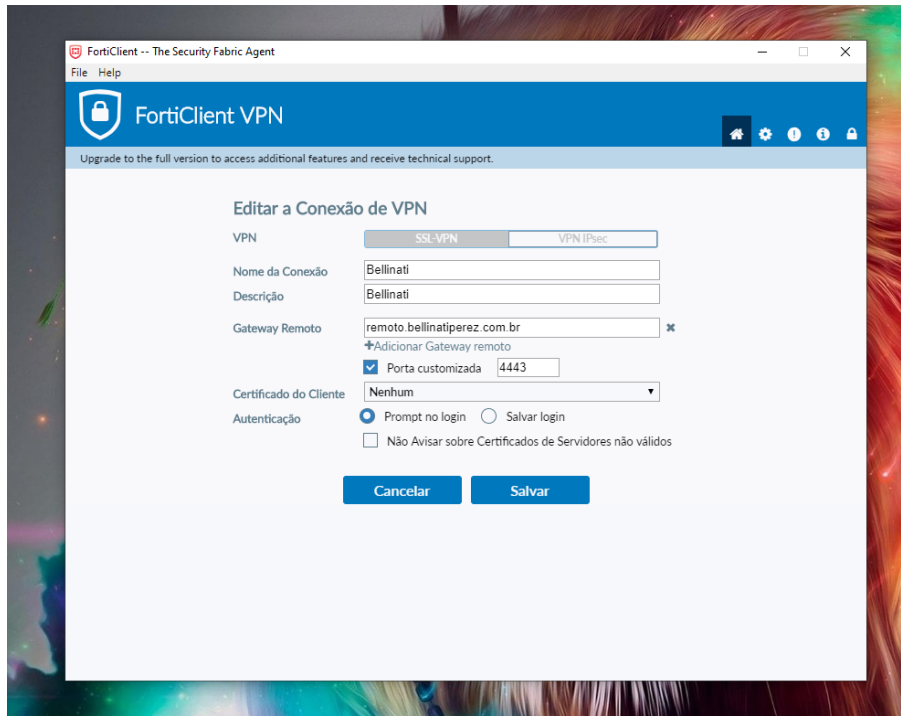 FortiClient -- The Security Fabric Agent
File Help
FortiClient VPN
Upgrade to the full version to access additional features and receive technical support.
Editar a Conexão de VPN
VPN SSL-VPN VPN IPsec
Nome da Conexão Bellinati
Descrição Bellinati
Gateway Remoto remoto.bellinatiperez.com.br
+Adicionar Gateway remoto
Porta customizada 4443
Certificado do Cliente Nenhum
Autenticação Prompt no login Salvar login
Não Avisar sobre Certificados de Servidores não válidos
Cancelar Salvar